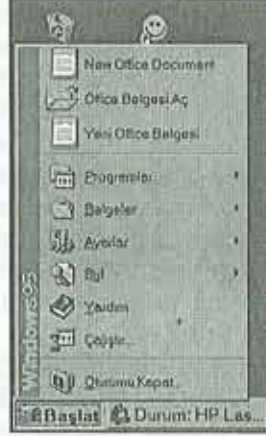 New Office Document
Office Belgesi Aç
Yeni Office Belgesi
Programlar
Belgeler
Ayarlar
Bul
Yardım
Çalıştır...
Oturumu Kapat...
Windows95
Başlat
Durum: HP Las...